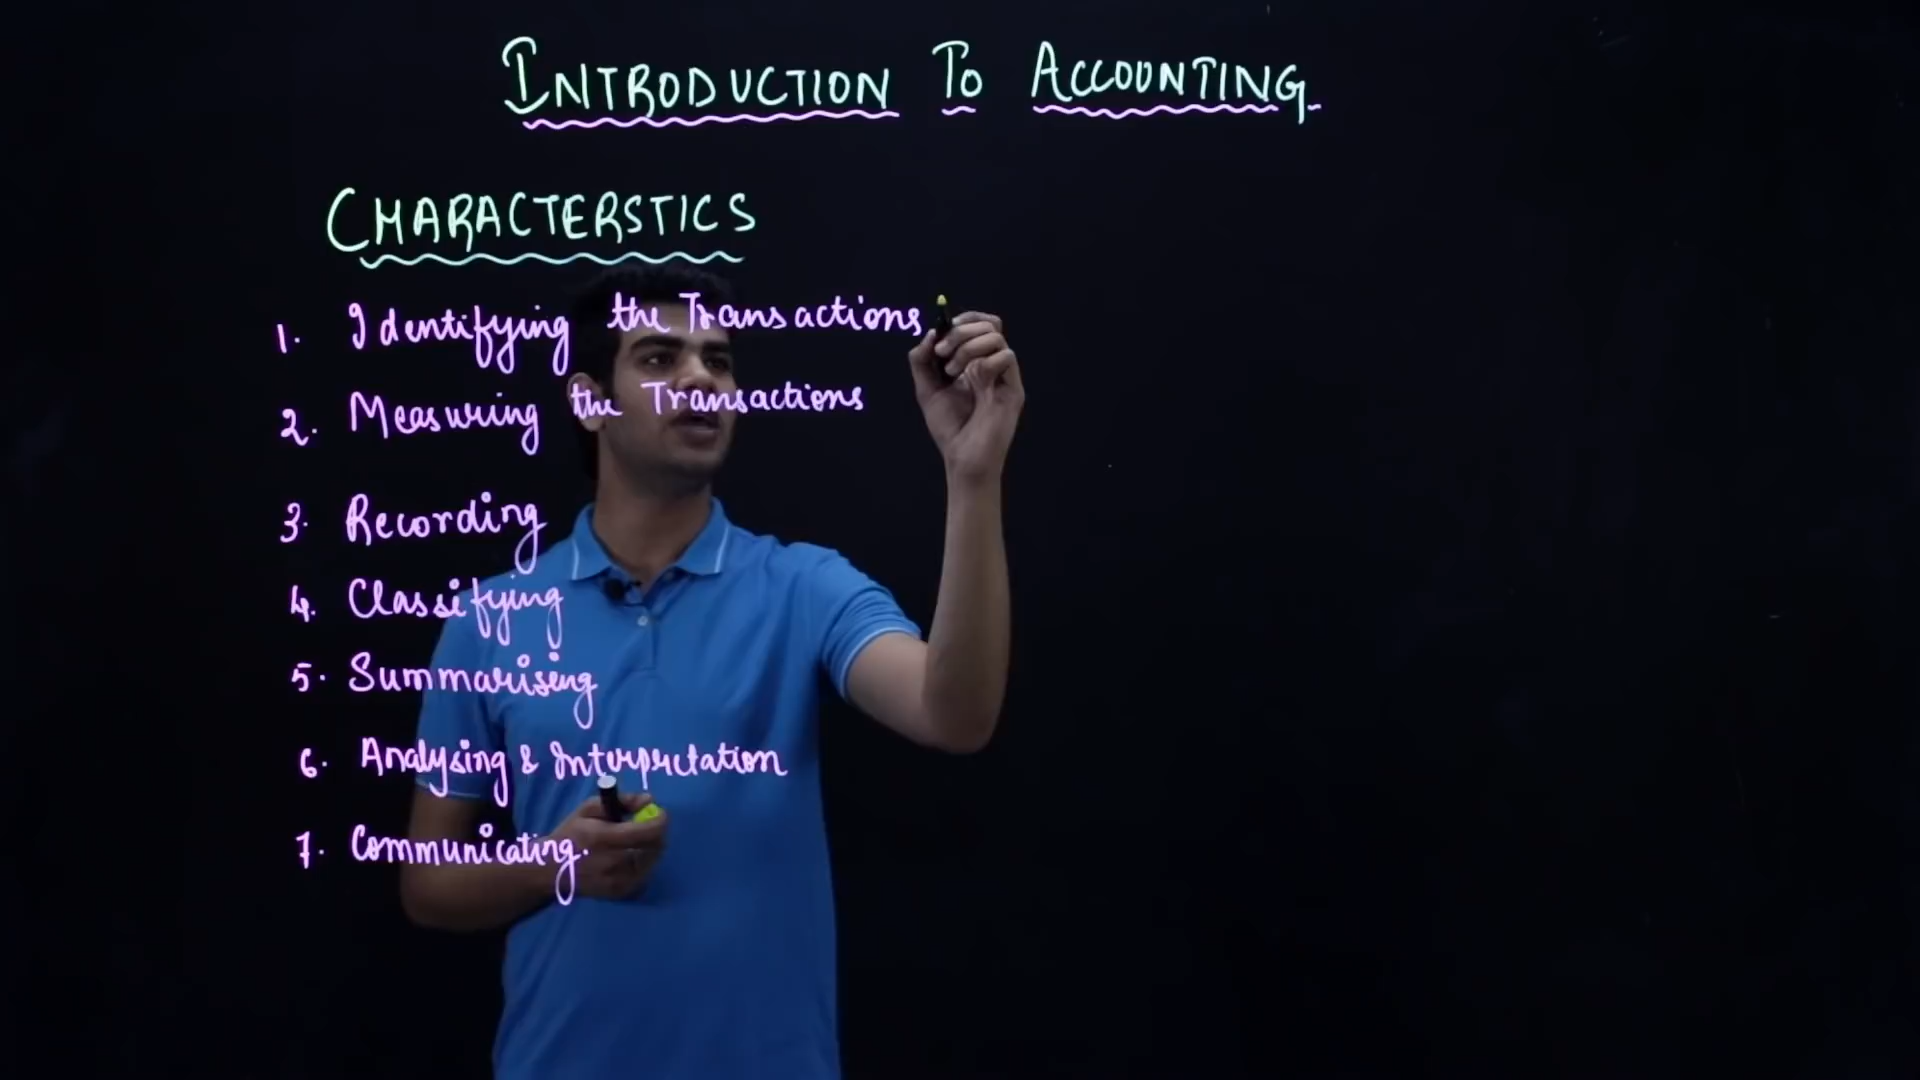 INTRODUCTION TO ACCOUNTING
CHARACTERSTICS
1. Identifying the Transactions
2. Measuring the Transactions
3. Recording
4. Classifying
5. Summarising
6. Analysing & Interpretation
7. Communicating.